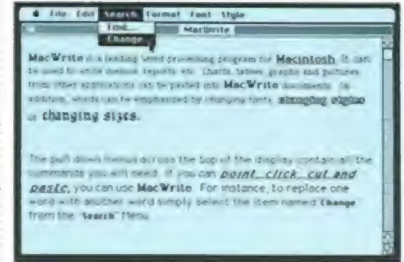 File Edit Search Format Font Style
Find...
Change...
MacWrite
MacWrite is a leading word processing program for Macintosh. It can
be used to write memos, reports etc. Charts, tables, graphs and pictures
from other applications can be pasted into MacWrite documents. In
addition, words can be emphasized by changing fonts, changing styles
or changing sizes.
The pull down menus across the top of the display contain all the
commands you will need. If you can point, click, cut and
paste, you can use MacWrite. For instance, to replace one
word with another word simply select the item named Change
from the "Search" Menu.